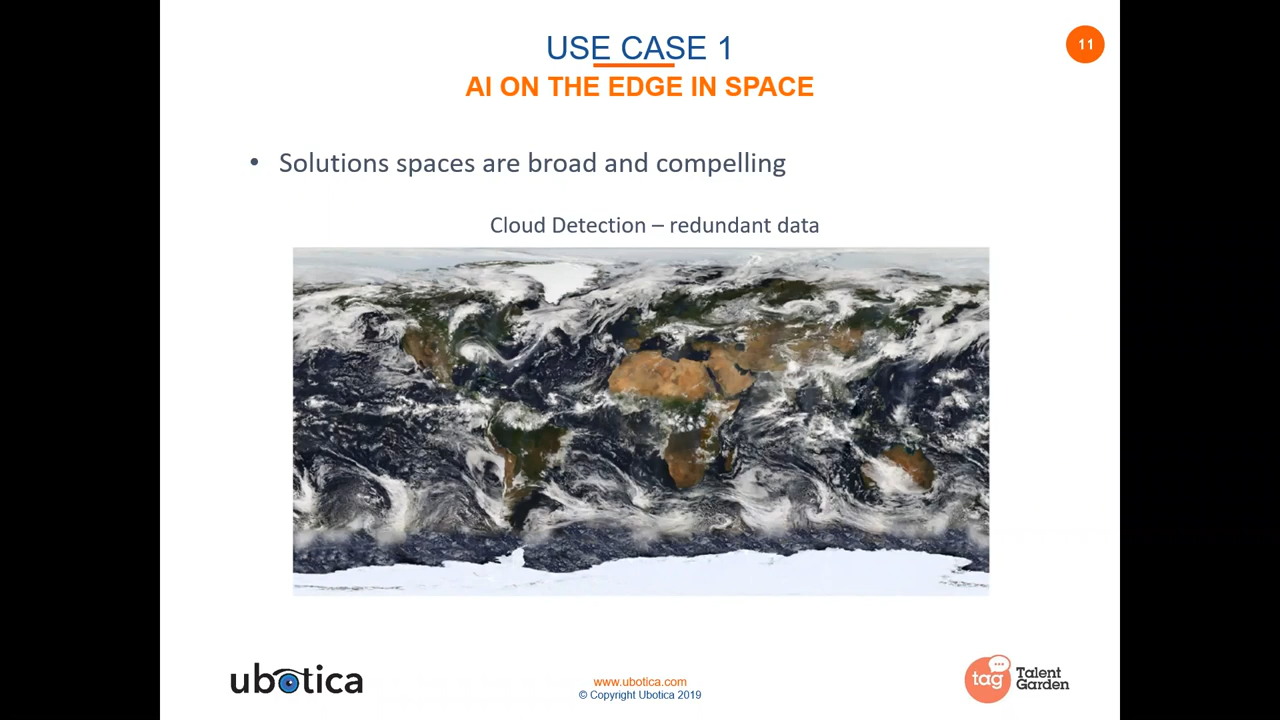 USE CASE 1
11
AI ON THE EDGE IN SPACE
• Solutions spaces are broad and compelling
Cloud Detection – redundant data
ubotica
www.ubotica.com
© Copyright Ubotica 2019
tag
Talent
Garden